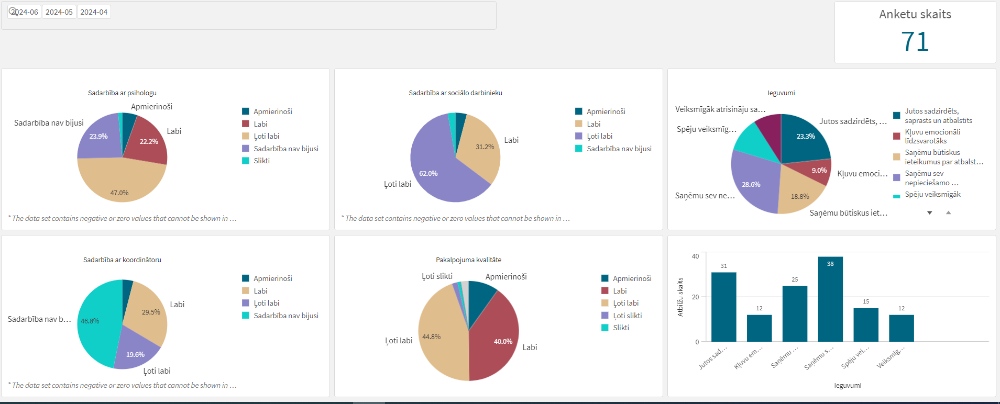 2024-06 2024-05 2024-04
Anketu skaits
71
Sadarbība ar psihologu
Apmierinoši
Sadarbība nav bijusi
Labi
23.9%
22.2%
47.0%
Apmierinoši
Labi
Ļoti labi
Sadarbība nav bijusi
Slikti
* The data set contains negative or zero values that cannot be shown in …
Sadarbība ar sociālo darbinieku
Labi
31.2%
62.0%
Ļoti labi
Apmierinoši
Labi
Ļoti labi
Sadarbība nav bijusi
* The data set contains negative or zero values that cannot be shown in …
Ieguvumi
Veiksmīgāk atrisināju sa…
Jutos sadzirdēts, …
Spēju veiksmīg…
23.3%
9.0%
Kļuvu emoci…
28.6%
Saņēmu sev ne…
18.8%
Saņēmu būtiskus iet…
Jutos sadzirdēts,
saprasts un atbalstīts
Kļuvu emocionāli
līdzsvarotāks
Saņēmu būtiskus
ieteikumus par atbalst…
Saņēmu sev
nepieciešamo …
Spēju veiksmīgāk
Sadarbība ar koordinātoru
Labi
29.5%
Sadarbība nav b…
46.8%
19.6%
Ļoti labi
Apmierinoši
Labi
Ļoti labi
Sadarbība nav bijusi
* The data set contains negative or zero values that cannot be shown in …
Pakalpojuma kvalitāte
Ļoti slikti
Apmierinoši
Ļoti labi
44.8%
40.0%
Labi
Apmierinoši
Labi
Ļoti labi
Ļoti slikti
Slikti
Atbilžu skaits
40
20
0
31
12
25
38
15
12
Jutos sad…
Kļuvu em…
Saņēmu …
Saņēmu s…
Spēju vei…
Veiksmīg…
Ieguvumi